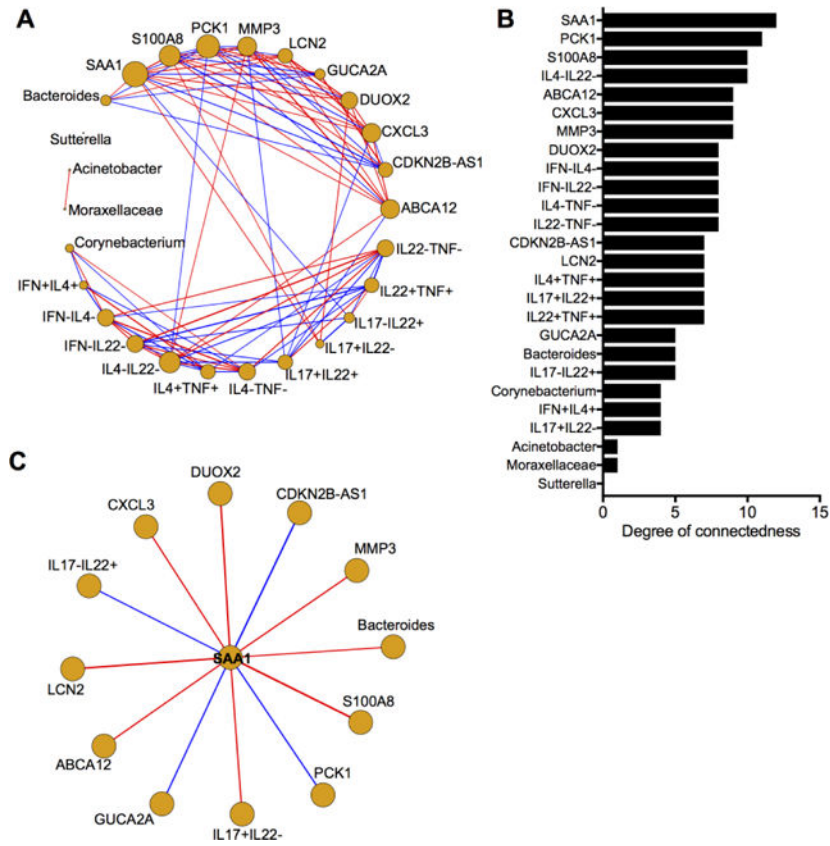 A
PCK1
S100A8
MMP3
LCN2
SAA1
GUCA2A
Bacteroides
DUOX2
CXCL3
Sutterella
CDKN2B-AS1
Acinetobacter
ABCA12
Moraxellaceae
Corynebacterium
IL22-TNF-
IFN+IL4+
IL22+TNF+
IFN-IL4-
IL17-IL22+
IFN-IL22-
IL17+IL22-
IL4-IL22-
IL17+IL22+
IL4+TNF+
IL4-TNF-
B
SAA1
PCK1
S100A8
IL4-IL22-
ABCA12
CXCL3
MMP3
DUOX2
IFN-IL4-
IFN-IL22-
IL4-TNF-
IL22-TNF-
CDKN2B-AS1
LCN2
IL4+TNF+
IL17+IL22+
IL22+TNF+
GUCA2A
Bacteroides
IL17-IL22+
Corynebacterium
IFN+IL4+
IL17+IL22-
Acinetobacter
Moraxellaceae
Sutterella
0 5 10 15
Degree of connectedness
C
DUOX2
CXCL3
CDKN2B-AS1
IL17-IL22+
MMP3
Bacteroides
SAA1
LCN2
S100A8
ABCA12
PCK1
GUCA2A
IL17+IL22-